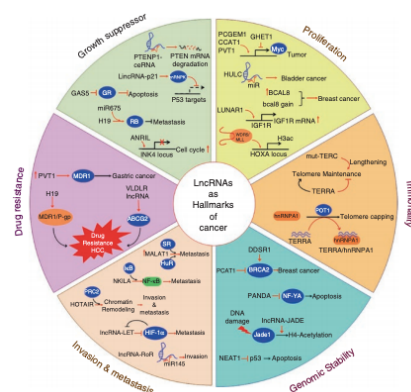 Growth suppressor
PTENP1-
ceRNA
PTEN mRNA
degradation
LincRNA-p21
hnRNPK
GAS5
GR
Apoptosis
P53 targets
miR675
H19
RB
Metastasis
ANRIL
INK4 locus
Cell cycle
Proliferation
PCGEM1
CCAT1
PVT1
GHET1
Myc
Tumor
HULC
miR
Bladder cancer
BCAL8
bcal8 gain
Breast cancer
LUNAR1
IGF1R
IGF1R mRNA
H3ac
HOXA locus
Drug resistance
PVT1
MDR1
Gastric cancer
H19
VLDLR
lncRNA
MDR1/P-gp
ABCG2
Drug
Resistance
HCC
LncRNAs
as
Hallmarks
of
cancer
mut-TERC
Lengthening
Telomere Maintenance
TERRA
hnRNPA1
POT1
Telomere capping
TERRA
hnRNPA1
TERRA/hnRNPA1
Invasion & metastasis
SR
MALAT1
Metastasis
HuR
IκB
NKILA
NF-κB
Metastasis
PRC2
HOTAIR
Chromatin
Remodeling
Invasion &
metastasis
lncRNA-LET
HIF-1α
Metastasis
lncRNA-RoR
miR145
Invasion
Genomic Stability
DDSR1
PCAT1
BRCA2
Breast cancer
PANDA
NF-YA
Apoptosis
DNA
damage
lncRNA-JADE
Jade1
H4-Acetylation
NEAT1
p53
Apoptosis